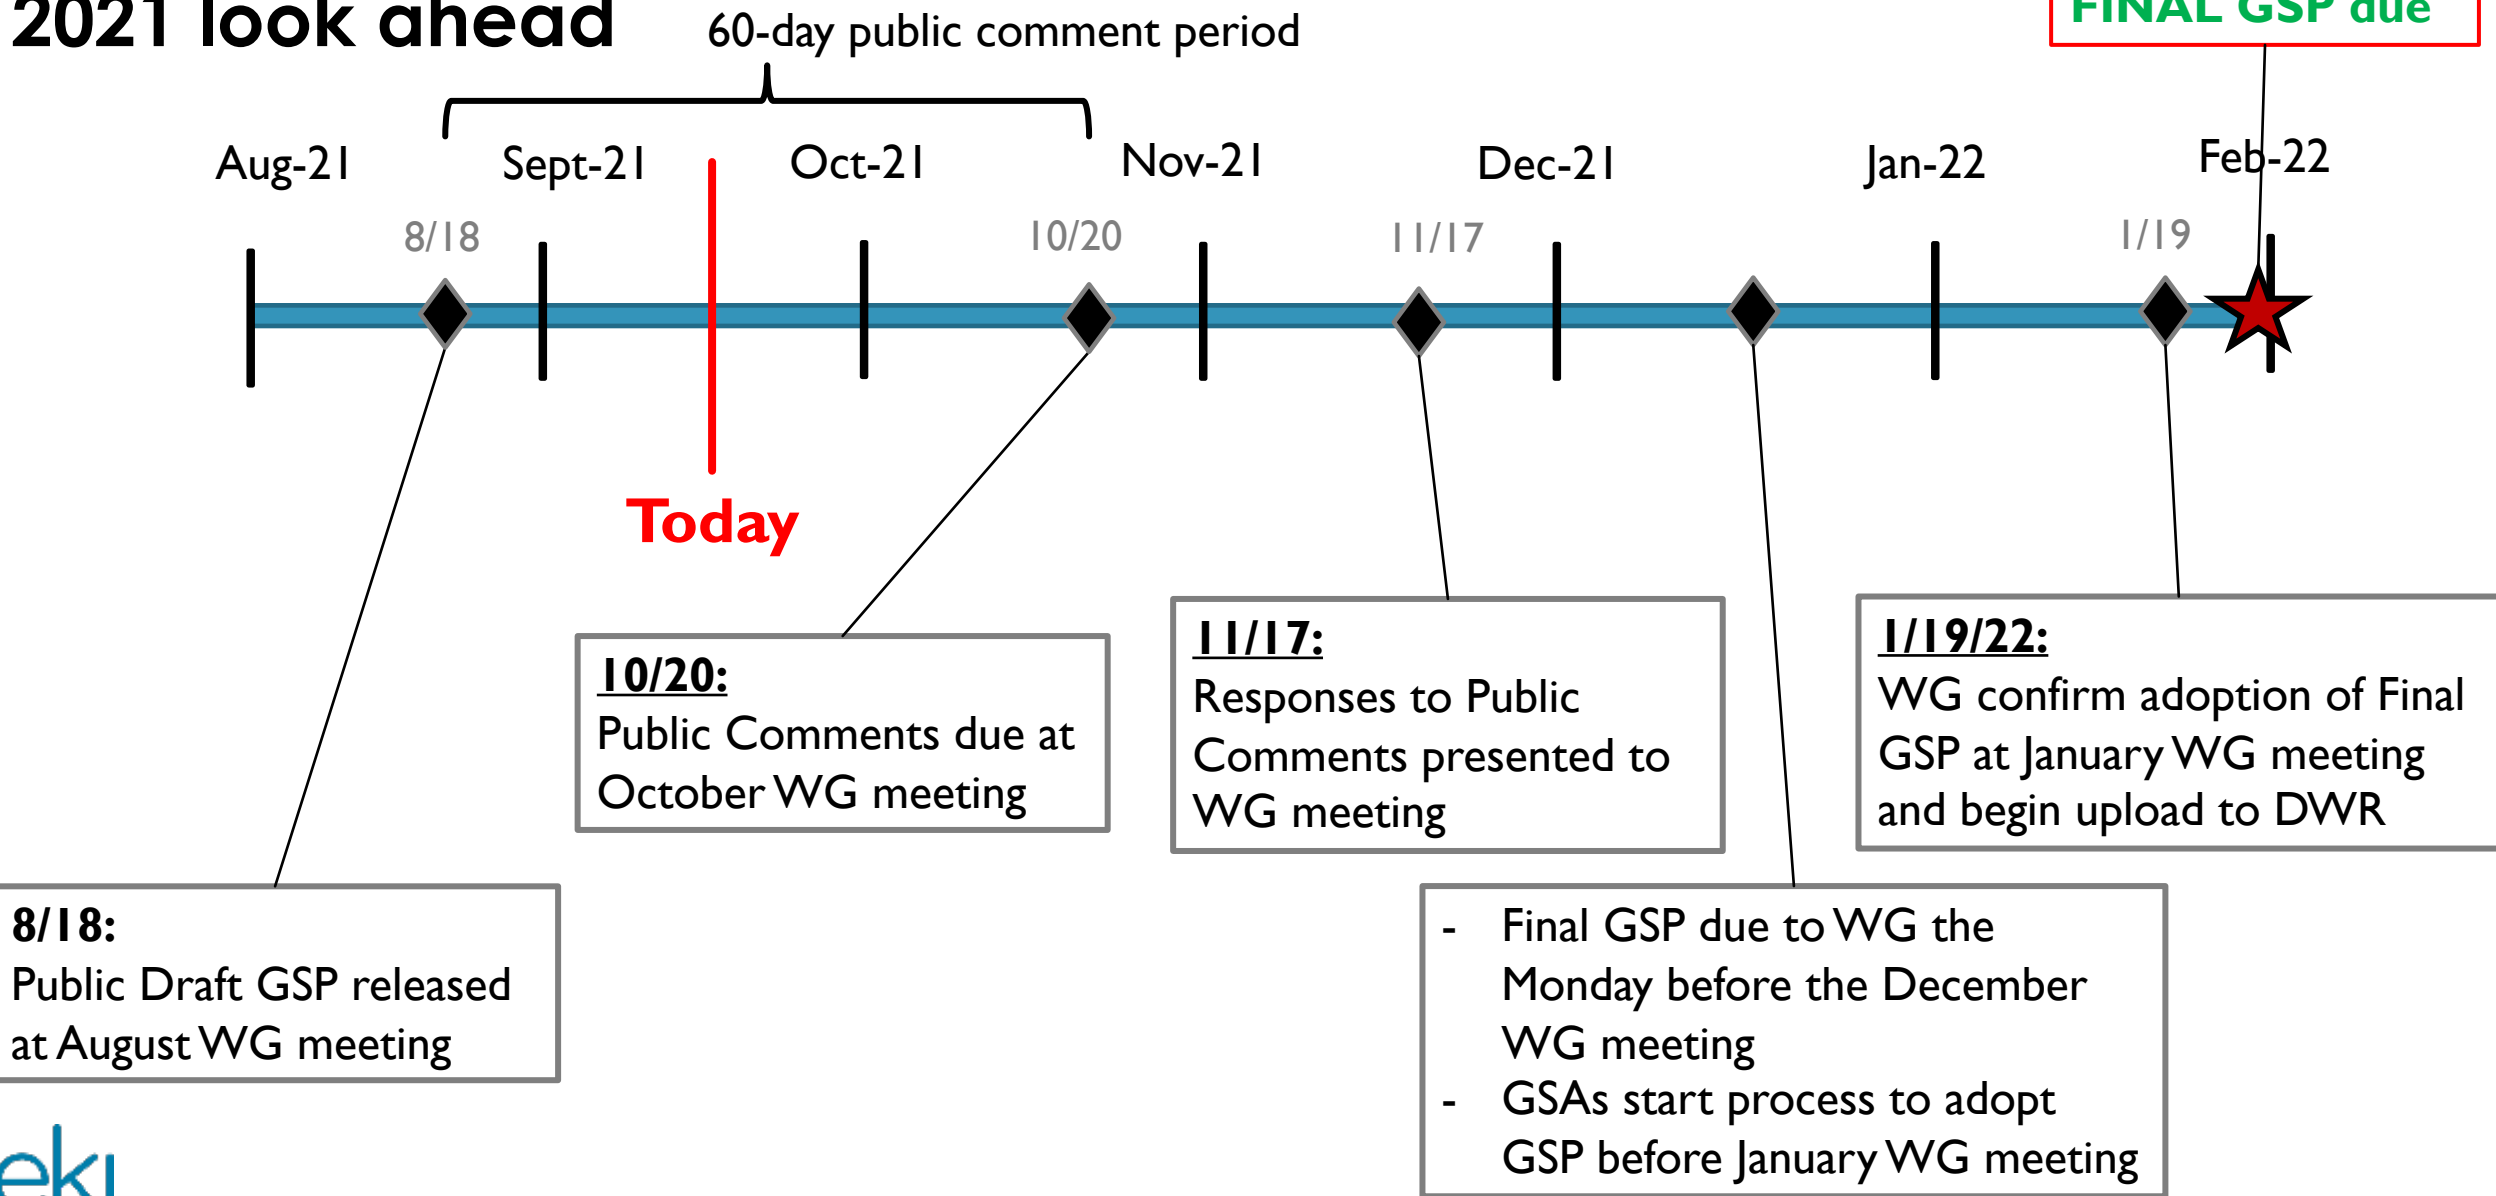 2021 look ahead
60-day public comment period
FINAL GSP due
Aug-21
Sept-21
Oct-21
Nov-21
Dec-21
Jan-22
Feb-22
8/18
10/20
11/17
1/19
Today
10/20:
Public Comments due at
October WG meeting
11/17:
Responses to Public
Comments presented to
WG meeting
1/19/22:
WG confirm adoption of Final
GSP at January WG meeting
and begin upload to DWR
8/18:
Public Draft GSP released
at August WG meeting
- Final GSP due to WG the
Monday before the December
WG meeting
- GSAs start process to adopt
GSP before January WG meeting
eki